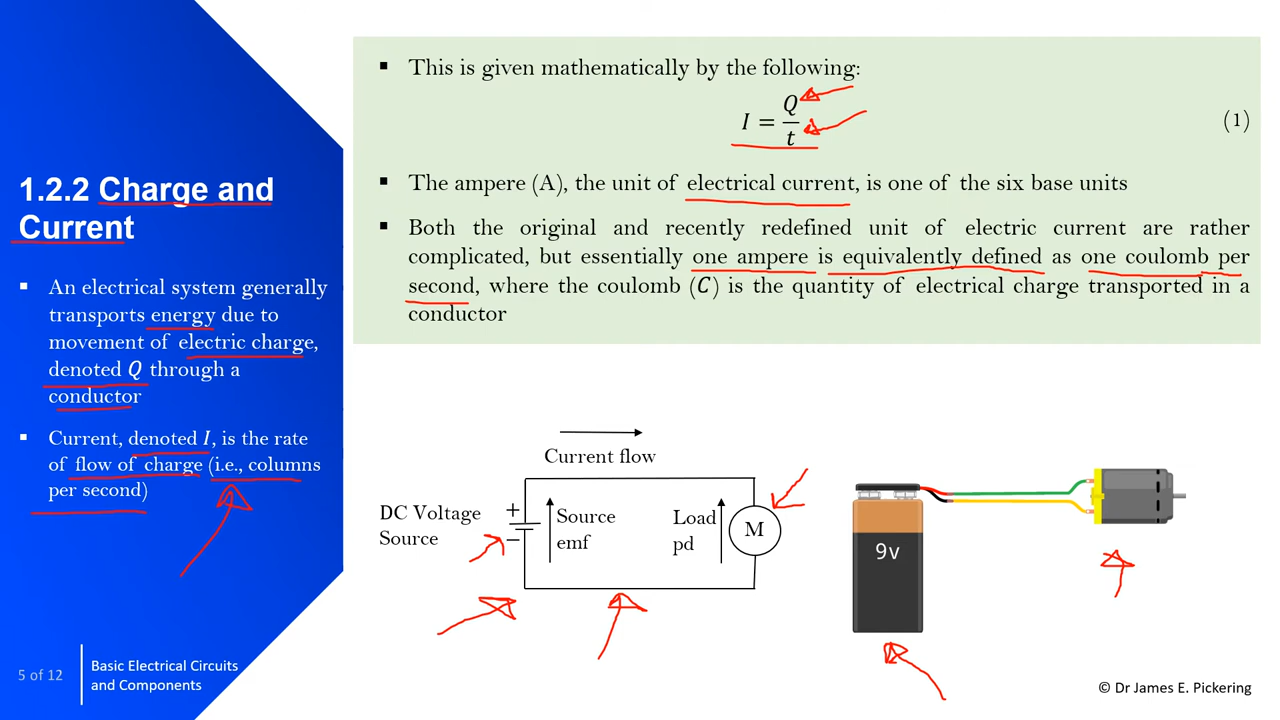 1.2.2 Charge and
Current
▪ An electrical system generally
transports energy due to
movement of electric charge,
denoted Q through a
conductor
▪ Current, denoted I, is the rate
of flow of charge (i.e., columns
per second)
5 of 12
Basic Electrical Circuits
and Components
▪ This is given mathematically by the following:
I = Q/t (1)
▪ The ampere (A), the unit of electrical current, is one of the six base units
▪ Both the original and recently redefined unit of electric current are rather
complicated, but essentially one ampere is equivalently defined as one coulomb per
second, where the coulomb (C) is the quantity of electrical charge transported in a
conductor
Current flow
DC Voltage
Source
+
−
Source
emf
Load
pd
M
9v
© Dr James E. Pickering